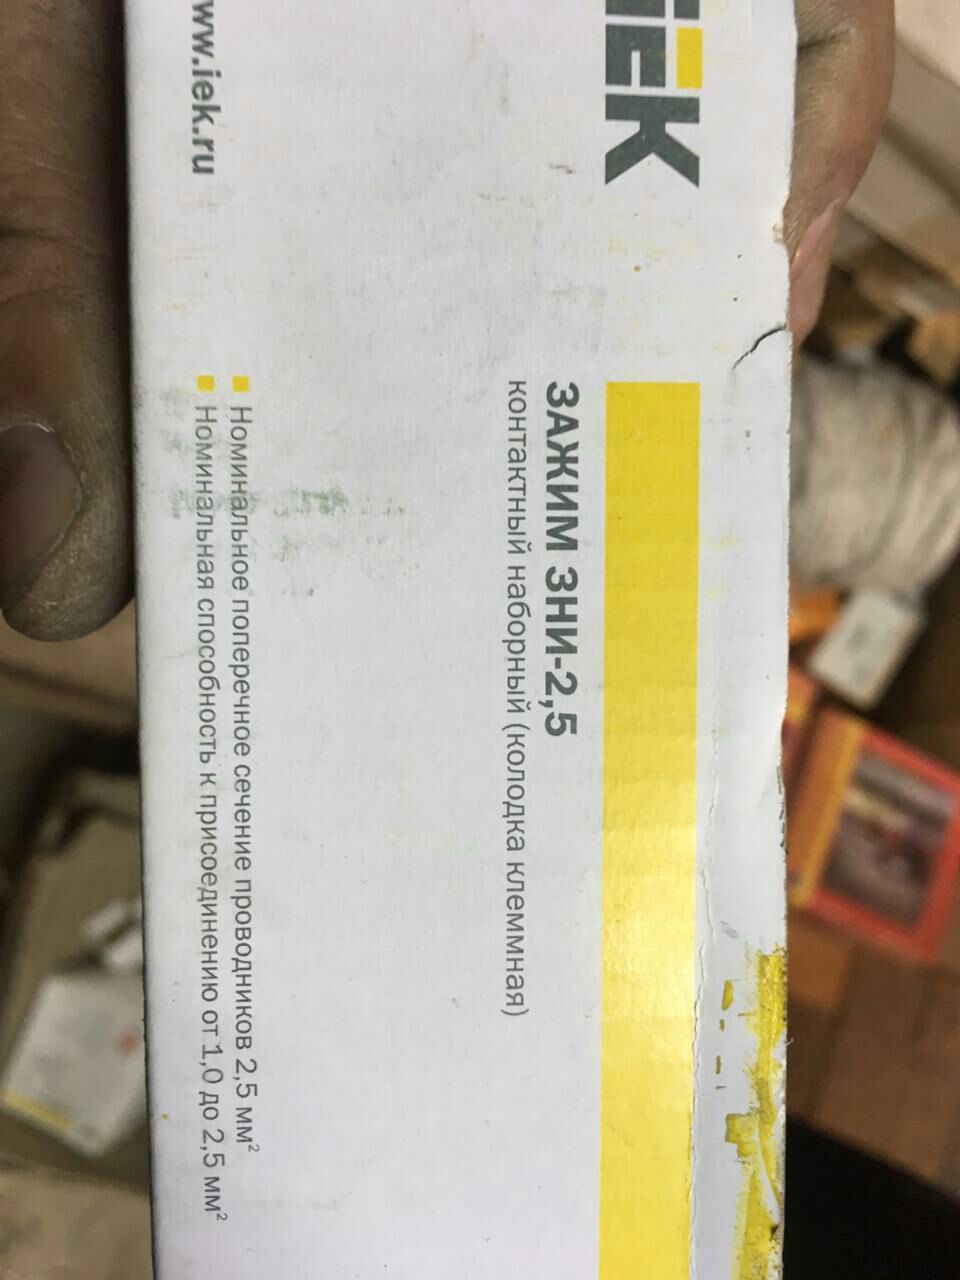 IEK
ЗАЖИМ ЗНИ-2,5
контактный наборный (колодка клеммная)
Номинальное поперечное сечение проводников 2,5 мм²
Номинальная способность к присоединению от 1,0 до 2,5 мм²
ww.iek.ru